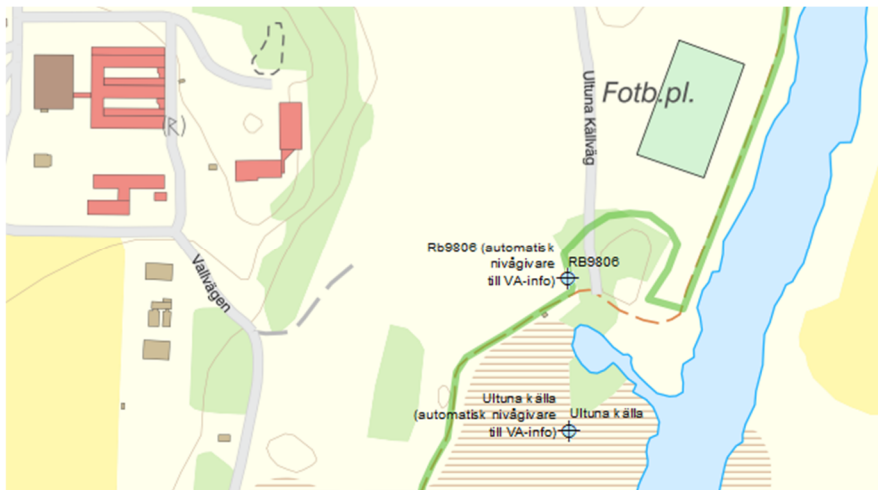 Fotb.pl.
Ultuna Källväg
(R)
Rb9806 (automatisk
nivågivare
till VA-info)
RB9806
Vallvägen
Ultuna källa
(automatisk nivågivare
till VA-info)
Ultuna källa